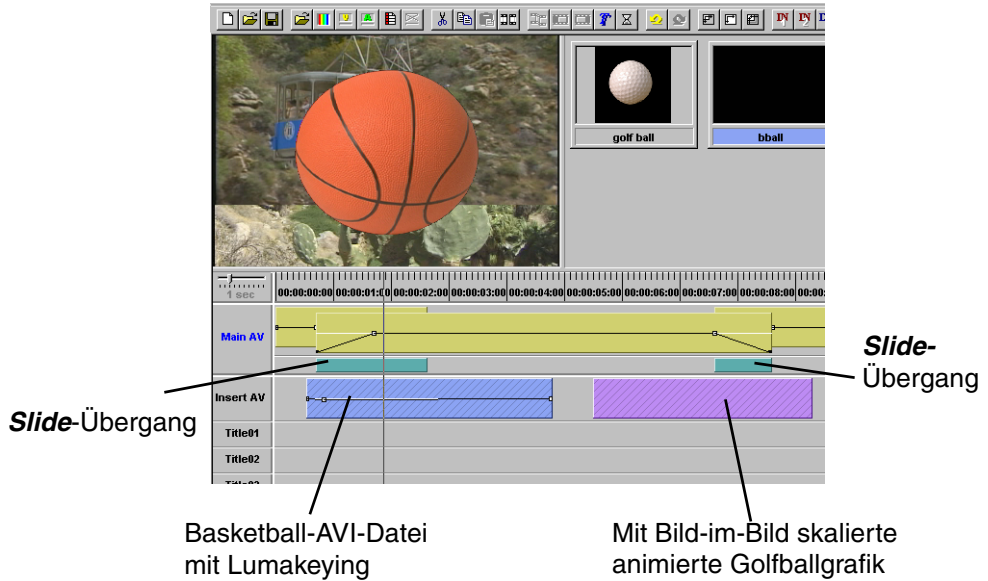 IN
golf ball
bball
1 sec
00:00:00:00 00:00:01:00 00:00:02:00 00:00:03:00 00:00:04:00 00:00:05:00 00:00:06:00 00:00:07:00 00:00:08:00 00:00:
Main AV
Slide-
Übergang
Insert AV
Slide-Übergang
Title01
Title02
Basketball-AVI-Datei
mit Lumakeying
Mit Bild-im-Bild skalierte
animierte Golfballgrafik